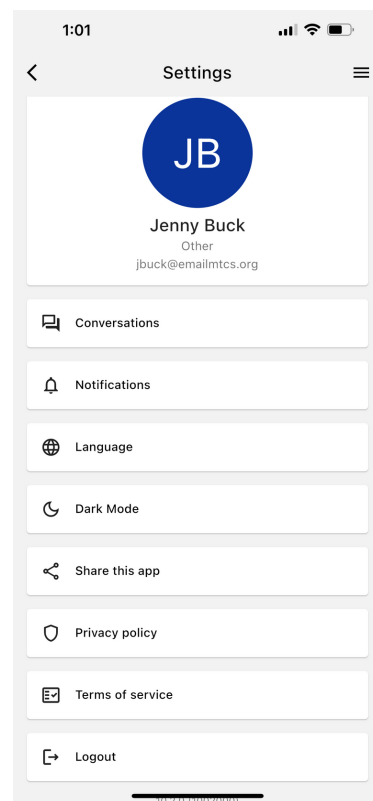 1:01
Settings
JB
Jenny Buck
Other
jbuck@emailmtcs.org
Conversations
Notifications
Language
Dark Mode
Share this app
Privacy policy
Terms of service
Logout